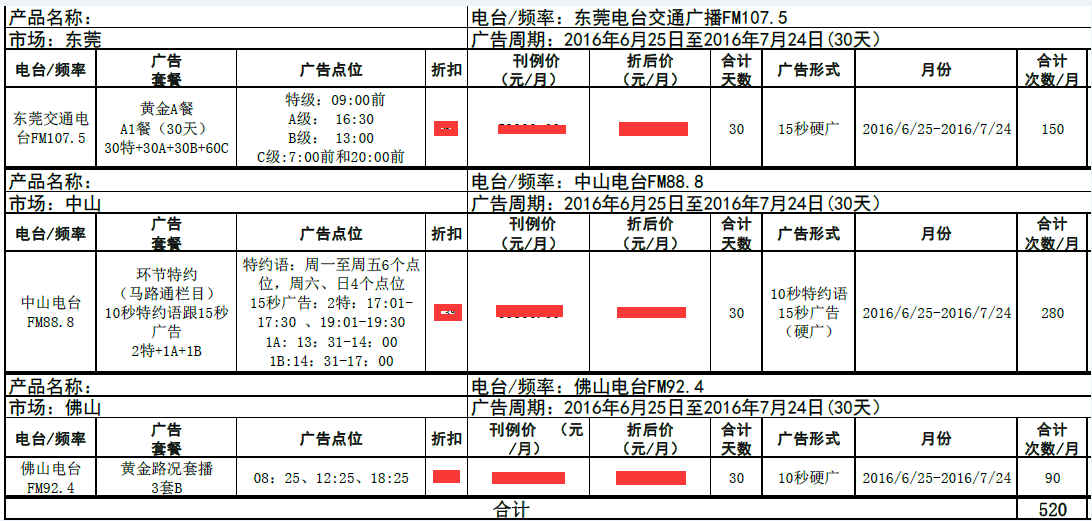 产品名称： 电台/频率：东莞电台交通广播FM107.5
市场：东莞 广告周期：2016年6月25日至2016年7月24日(30天)
电台/频率 广告套餐 广告点位 折扣 刊例价（元/月） 折后价（元/月） 合计天数 广告形式 月份 合计次数/月
东莞交通电台FM107.5
黄金A餐
A1餐（30天）
30特+30A+30B+60C
特级：09:00前
A级： 16:30
B级： 13:00
C级:7:00前和20:00前
30
15秒硬广
2016/6/25-2016/7/24
150
产品名称： 电台/频率：中山电台FM88.8
市场：中山 广告周期：2016年6月25日至2016年7月24日(30天)
电台/频率 广告套餐 广告点位 折扣 刊例价（元/月） 折后价（元/月） 合计天数 广告形式 月份 合计次数/月
中山电台
FM88.8
环节特约
（马路通栏目）
10秒特约语跟15秒
广告
2特+1A+1B
特约语：周一至周五6个点
位，周六、日4个点位
15秒广告：2特：17:01-
17:30 、19:01-19:30
1A: 13：31-14：00
1B:14：31-17：00
30
10秒特约语
15秒广告
（硬广）
2016/6/25-2016/7/24
280
产品名称： 电台/频率：佛山电台FM92.4
市场：佛山 广告周期：2016年6月25日至2016年7月24日(30天)
电台/频率 广告套餐 广告点位 折扣 刊例价 （元/月） 折后价（元/月） 合计天数 广告形式 月份 合计次数/月
佛山电台
FM92.4
黄金路况套播
3套B
08：25、12:25、18:25
30
10秒硬广
2016/6/25-2016/7/24
90
合计 520